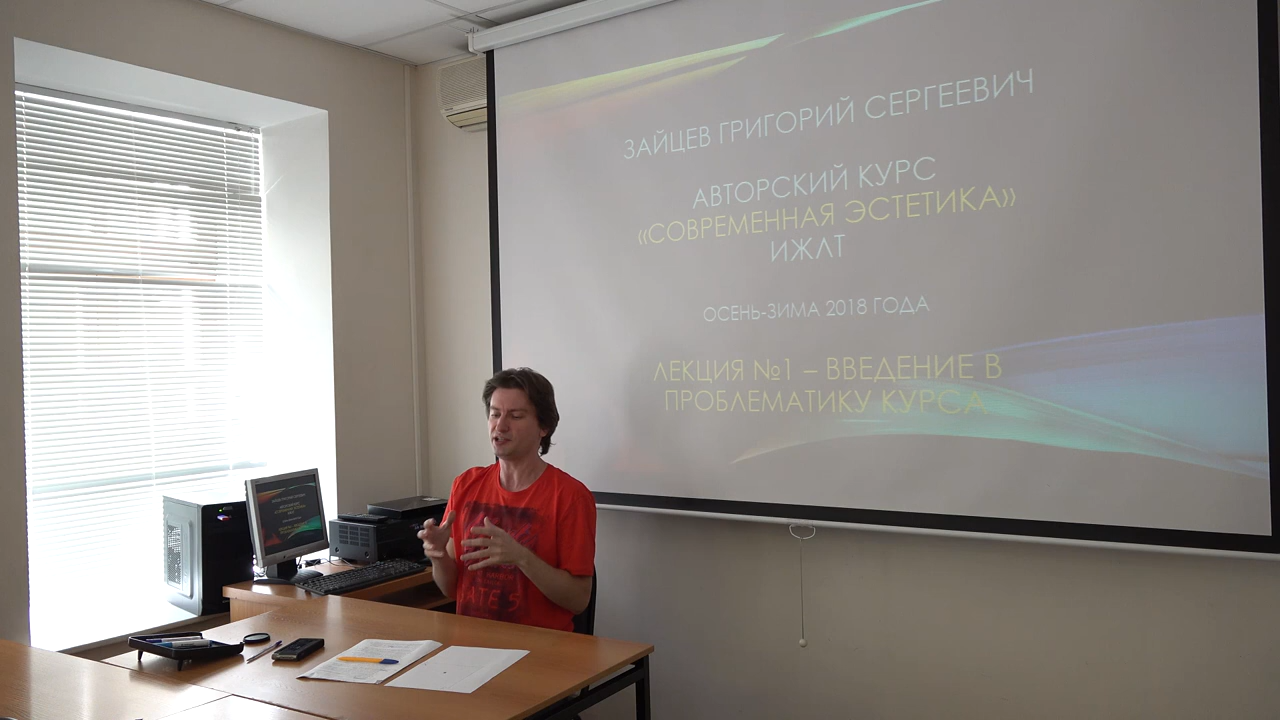 ЗАЙЦЕВ ГРИГОРИЙ СЕРГЕЕВИЧ
АВТОРСКИЙ КУРС
«СОВРЕМЕННАЯ ЭСТЕТИКА»
ИЖЛТ
ОСЕНЬ-ЗИМА 2018 ГОДА
ЛЕКЦИЯ №1 – ВВЕДЕНИЕ В
ПРОБЛЕМАТИКУ КУРСА